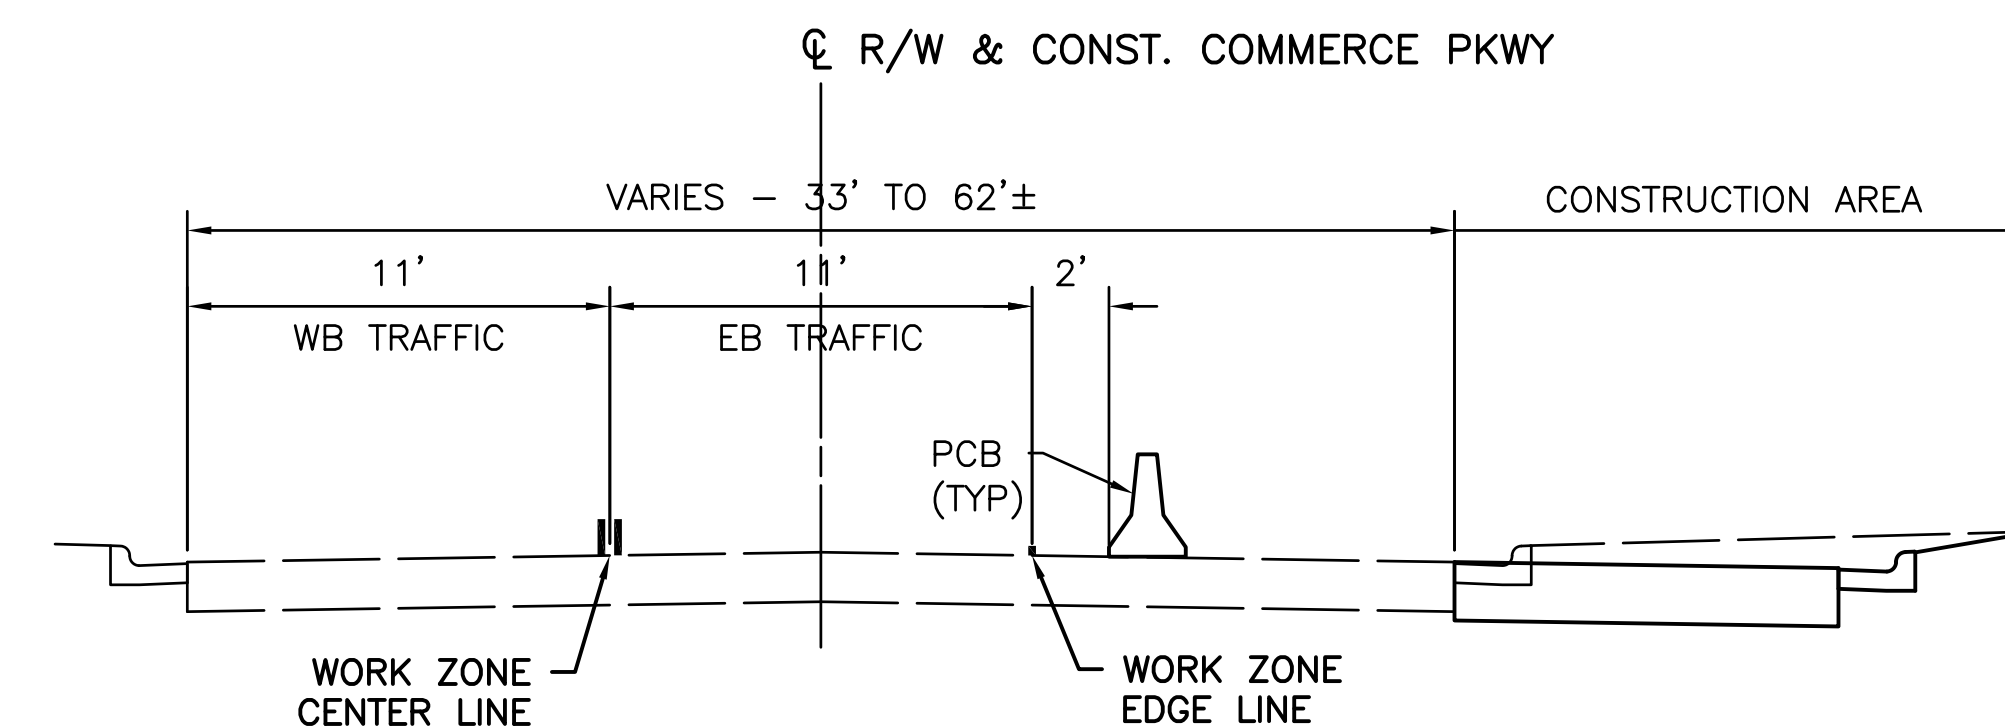 ℄ R/W & CONST. COMMERCE PKWY
VARIES - 33' TO 62'±
CONSTRUCTION AREA
11'
11'
2'
WB TRAFFIC
EB TRAFFIC
PCB
(TYP)
WORK ZONE
CENTER LINE
WORK ZONE
EDGE LINE